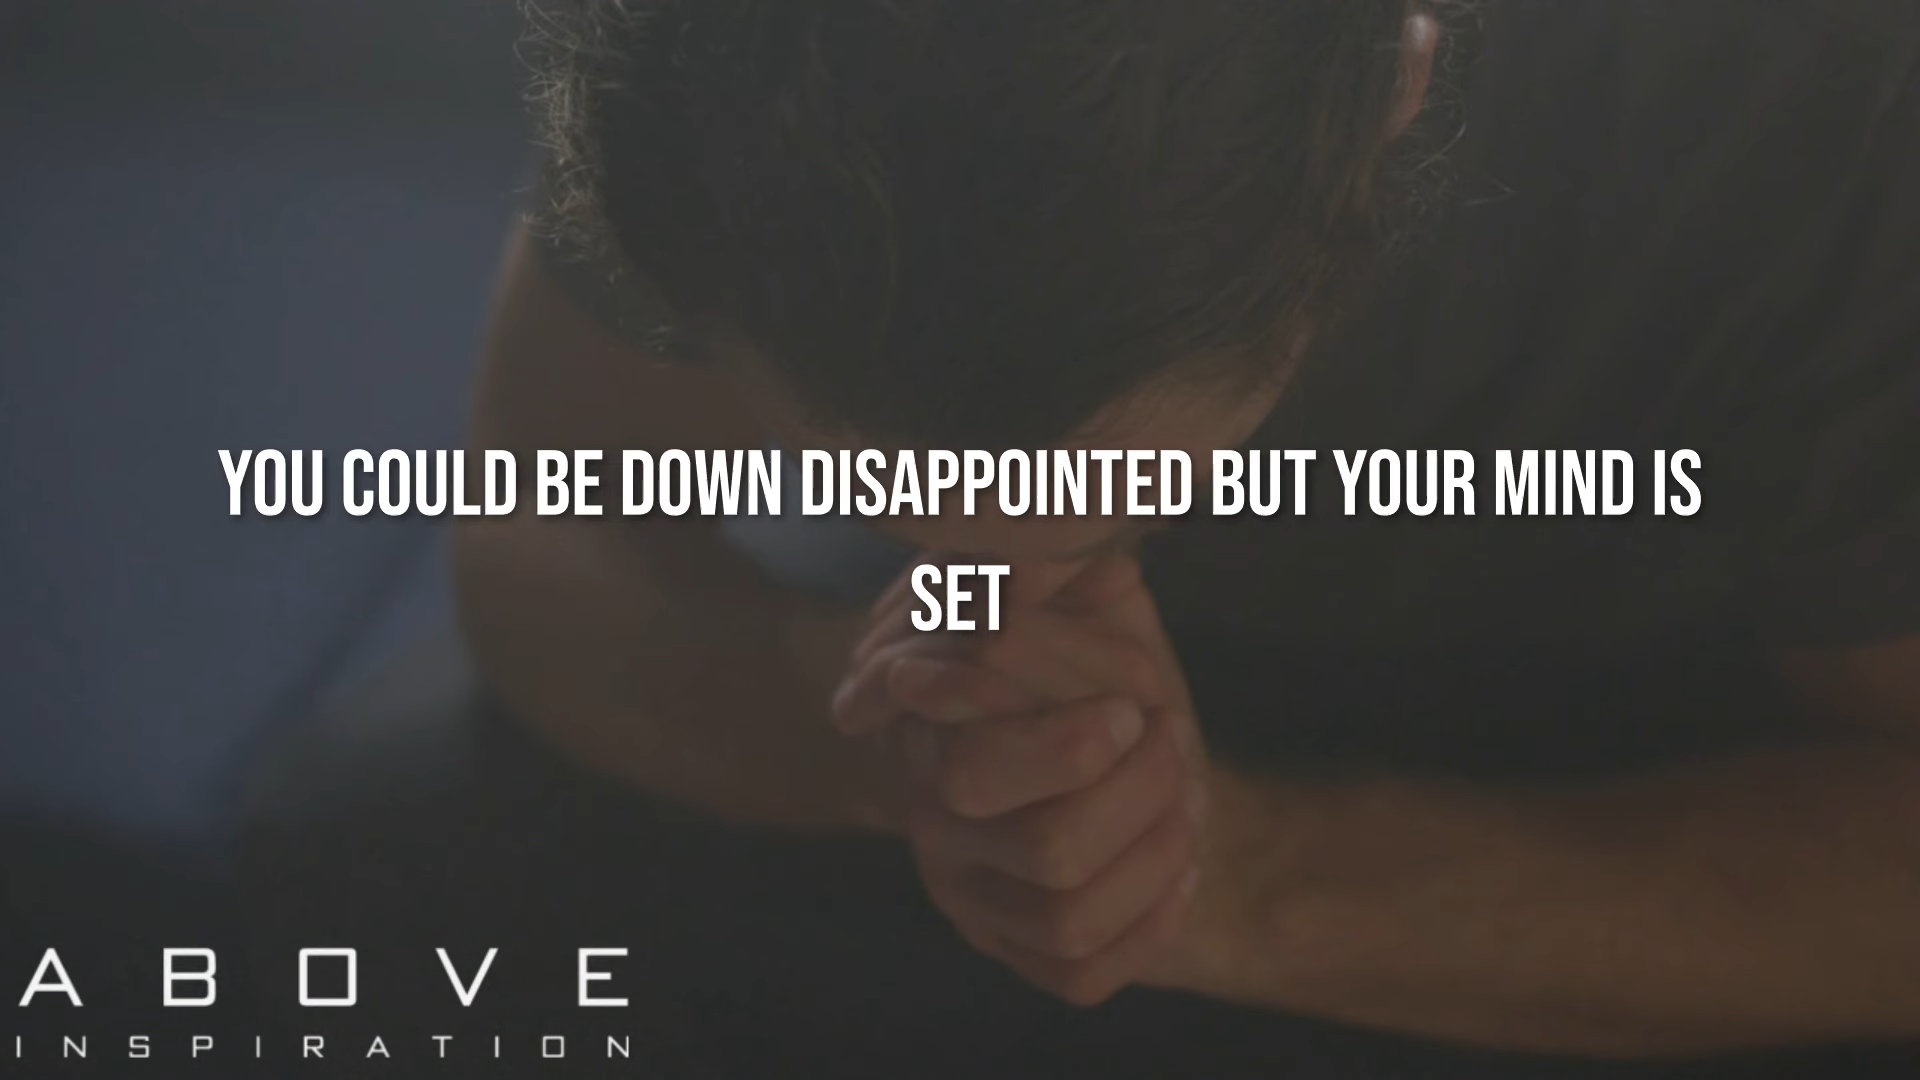 YOU COULD BE DOWN DISAPPOINTED BUT YOUR MIND IS
SET
ABOVE
INSPIRATION